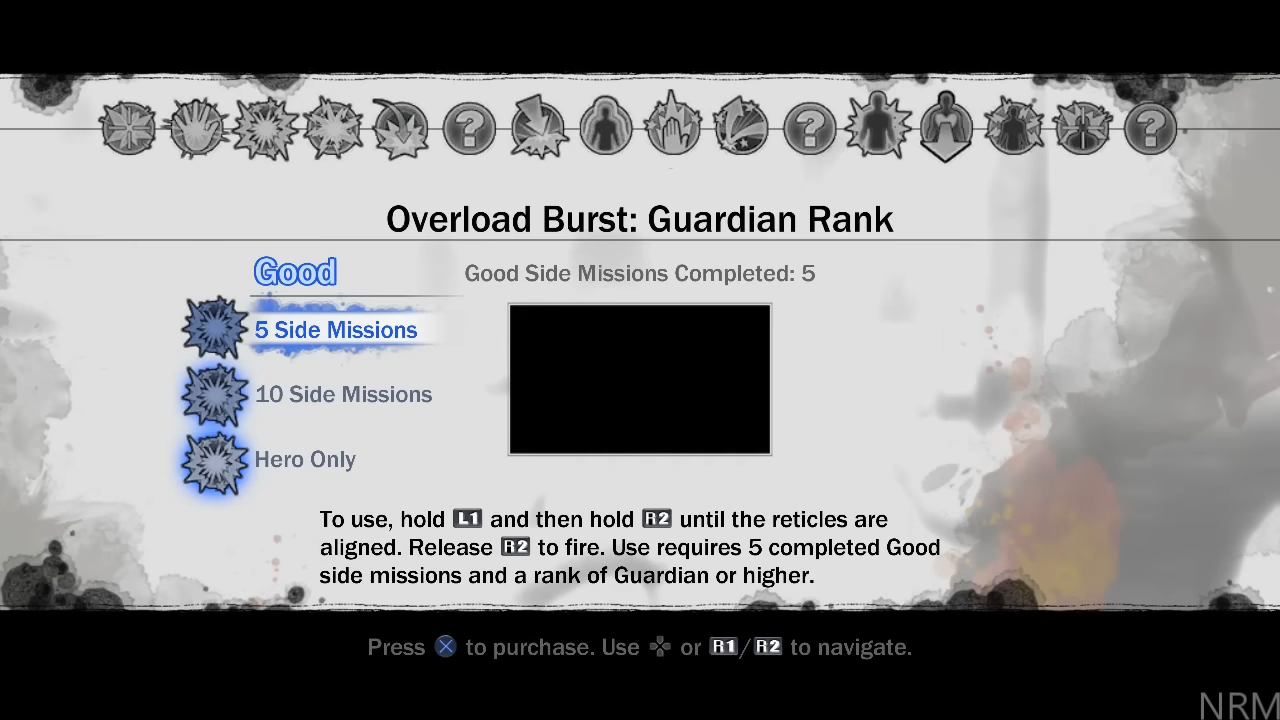 Overload Burst: Guardian Rank
Good
Good Side Missions Completed: 5
5 Side Missions
10 Side Missions
Hero Only
To use, hold L1 and then hold R2 until the reticles are
aligned. Release R2 to fire. Use requires 5 completed Good
side missions and a rank of Guardian or higher.
Press X to purchase. Use or R1/R2 to navigate.
NRM